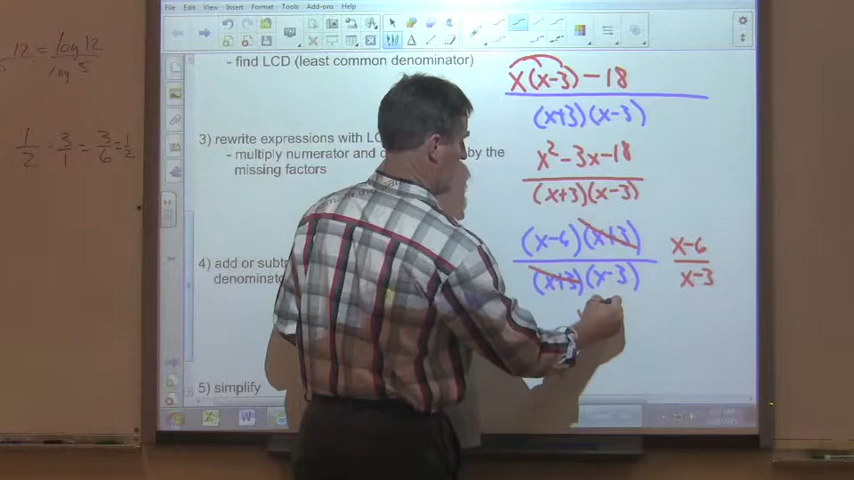 File Edit View Insert Format Tools Add-ons Help
12 = log 12
log 5
1/2 · 3/1 = 3/6 = 1/2
- find LCD (least common denominator)
3) rewrite expressions with LC
- multiply numerator and by the
missing factors
4) add or subt
denominat
5) simplify
x(x-3) - 18
(x+3)(x-3)
x² - 3x - 18
(x+3)(x-3)
(x-6)(x+3)
(x+3)(x-3)
x-6
x-3